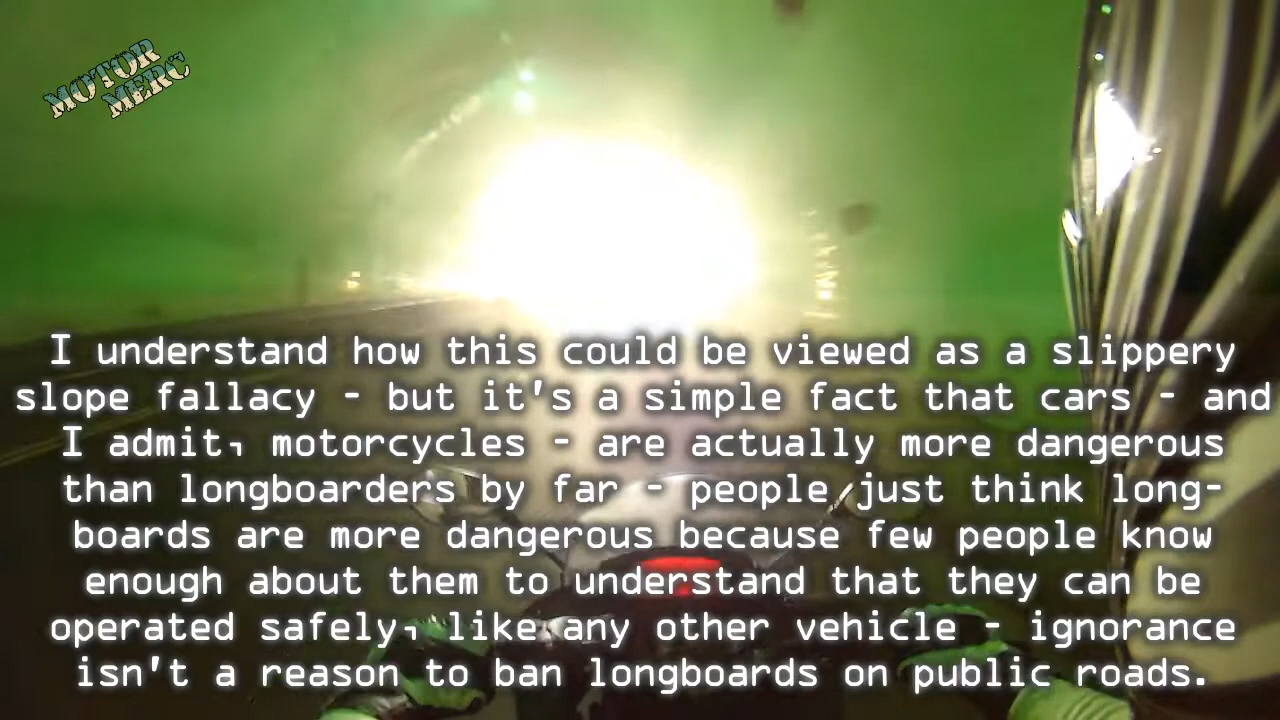 MOTOR
MERC
I understand how this could be viewed as a slippery
slope fallacy - but it's a simple fact that cars - and
I admit, motorcycles - are actually more dangerous
than longboarders by far - people just think long-
boards are more dangerous because few people know
enough about them to understand that they can be
operated safely, like any other vehicle - ignorance
isn't a reason to ban longboards on public roads.